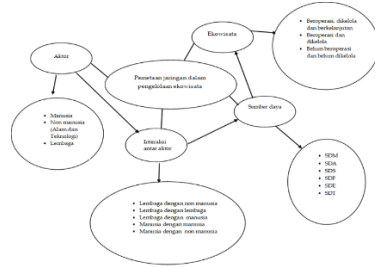 Ekowisata
• Beroperasi, dikelola dan berkelanjutan
• Beroperasi dan dikelola
• Belum beroperasi dan belum dikelola
Aktor
Pemetaan jaringan dalam
pengelolaan ekowisata
Sumber daya
• Manusia
• Non manusia
(Alam dan
Teknologi)
• Lembaga
Interaksi
antar aktor
• SDM
• SDA
• SDS
• SDF
• SDE
• SDT
• Lembaga dengan non manusia
• Lembaga dengan lembaga
• Lembaga dengan manusia
• Manusia dengan manusia
• Manusia dengan non manusia